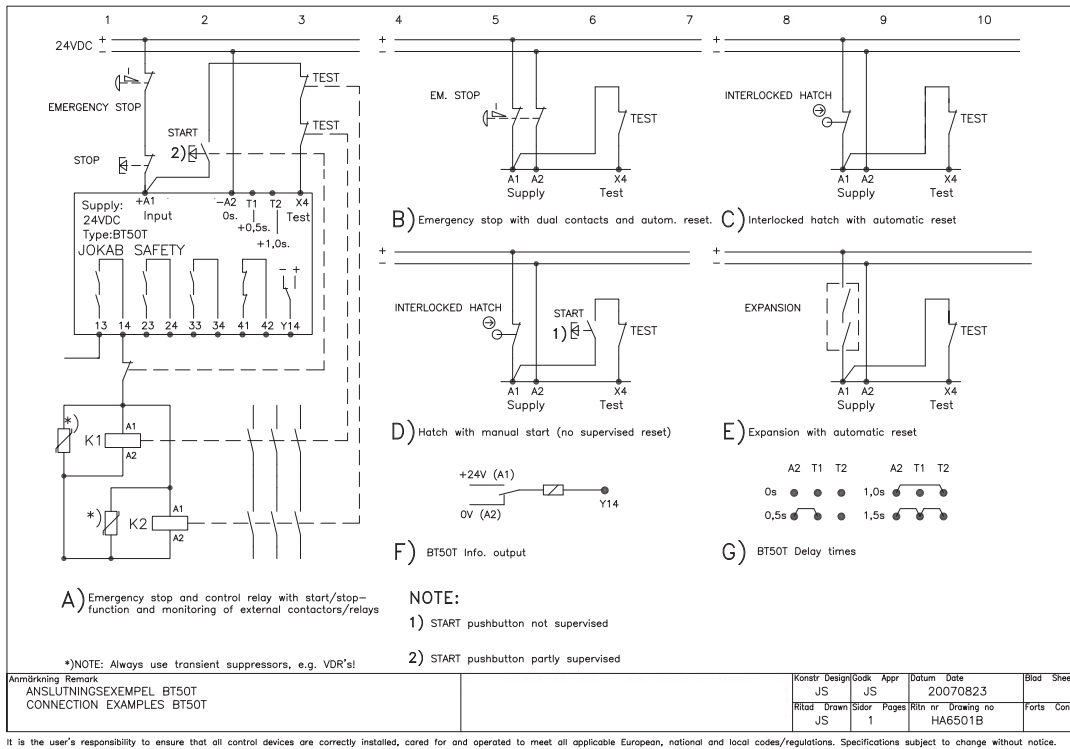 1 2 3 4 5 6 7 8 9 10
24VDC + −
EMERGENCY STOP
TEST
TEST
START
2)
STOP
+A1 −A2 T1 T2 X4
Supply: Input 0s. Test
24VDC +0,5s.
Type:BT50T +1,0s.
JOKAB SAFETY
− +
13 14 23 24 33 34 41 42 Y14
*)
K1
A1
A2
*)
K2
A1
A2
A) Emergency stop and control relay with start/stop−
function and monitoring of external contactors/relays
*)NOTE: Always use transient suppressors, e.g. VDR's!
+
−
EM. STOP
TEST
A1 A2 X4
Supply Test
B) Emergency stop with dual contacts and autom. reset.
+
−
INTERLOCKED HATCH
TEST
A1 A2 X4
Supply Test
C) Interlocked hatch with automatic reset
+
−
INTERLOCKED HATCH
START
1)
TEST
A1 A2 X4
Supply Test
D) Hatch with manual start (no supervised reset)
+
−
EXPANSION
TEST
A1 A2 X4
Supply Test
E) Expansion with automatic reset
+24V (A1)
0V (A2)
Y14
F) BT50T Info. output
A2 T1 T2 A2 T1 T2
0s 1,0s
0,5s 1,5s
G) BT50T Delay times
NOTE:
1) START pushbutton not supervised
2) START pushbutton partly supervised
Anmärkning Remark
ANSLUTNINGSEXEMPEL BT50T
CONNECTION EXAMPLES BT50T
Konstr Design Godk Appr Datum Date Blad Shee
JS JS 20070823
Ritad Drawn Sidor Pages Ritn nr Drawing no Forts Con
JS 1 HA6501B
It is the user's responsibility to ensure that all control devices are correctly installed, cared for and operated to meet all applicable European, national and local codes/regulations. Specifications subject to change without notice.